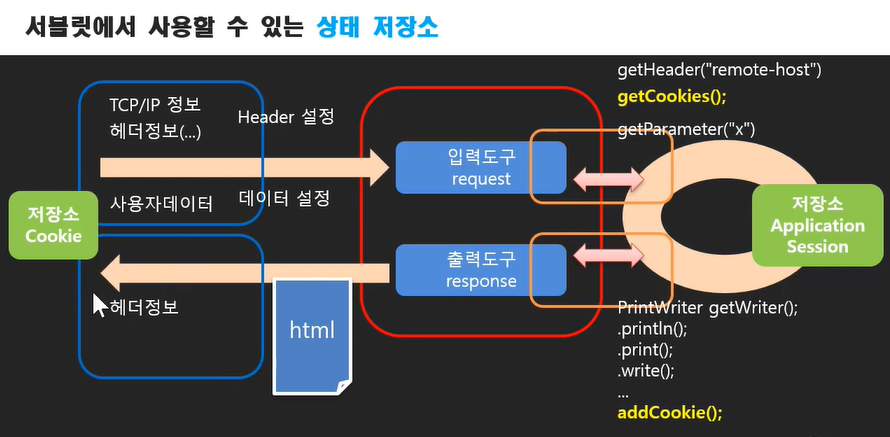 서블릿에서 사용할 수 있는 상태 저장소
getHeader("remote-host")
getCookies();
getParameter("x")
TCP/IP 정보
헤더정보(...)
Header 설정
입력도구
request
사용자데이터
데이터 설정
저장소
Cookie
저장소
Application
Session
출력도구
response
헤더정보
html
PrintWriter getWriter();
.println();
.print();
.write();
...
addCookie();